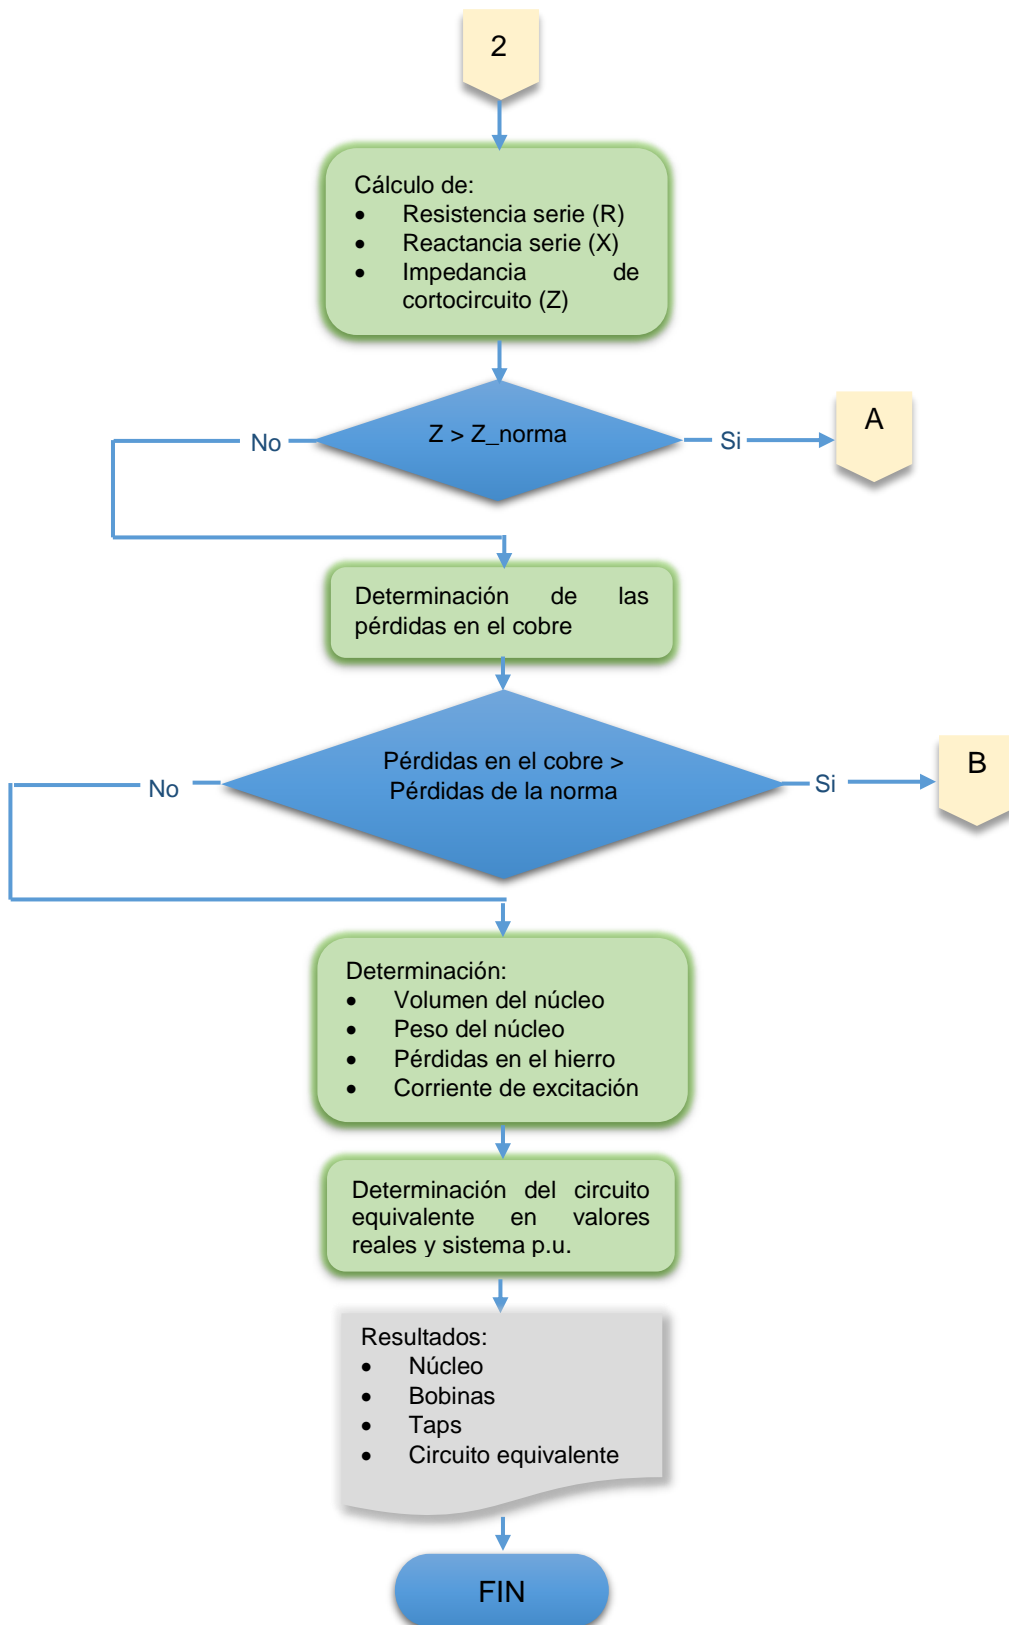 2
Cálculo de:
• Resistencia serie (R)
• Reactancia serie (X)
• Impedancia de
cortocircuito (Z)
Z > Z_norma
No
Si
A
Determinación de las
pérdidas en el cobre
Pérdidas en el cobre >
Pérdidas de la norma
No
Si
B
Determinación:
• Volumen del núcleo
• Peso del núcleo
• Pérdidas en el hierro
• Corriente de excitación
Determinación del circuito
equivalente en valores
reales y sistema p.u.
Resultados:
• Núcleo
• Bobinas
• Taps
• Circuito equivalente
FIN